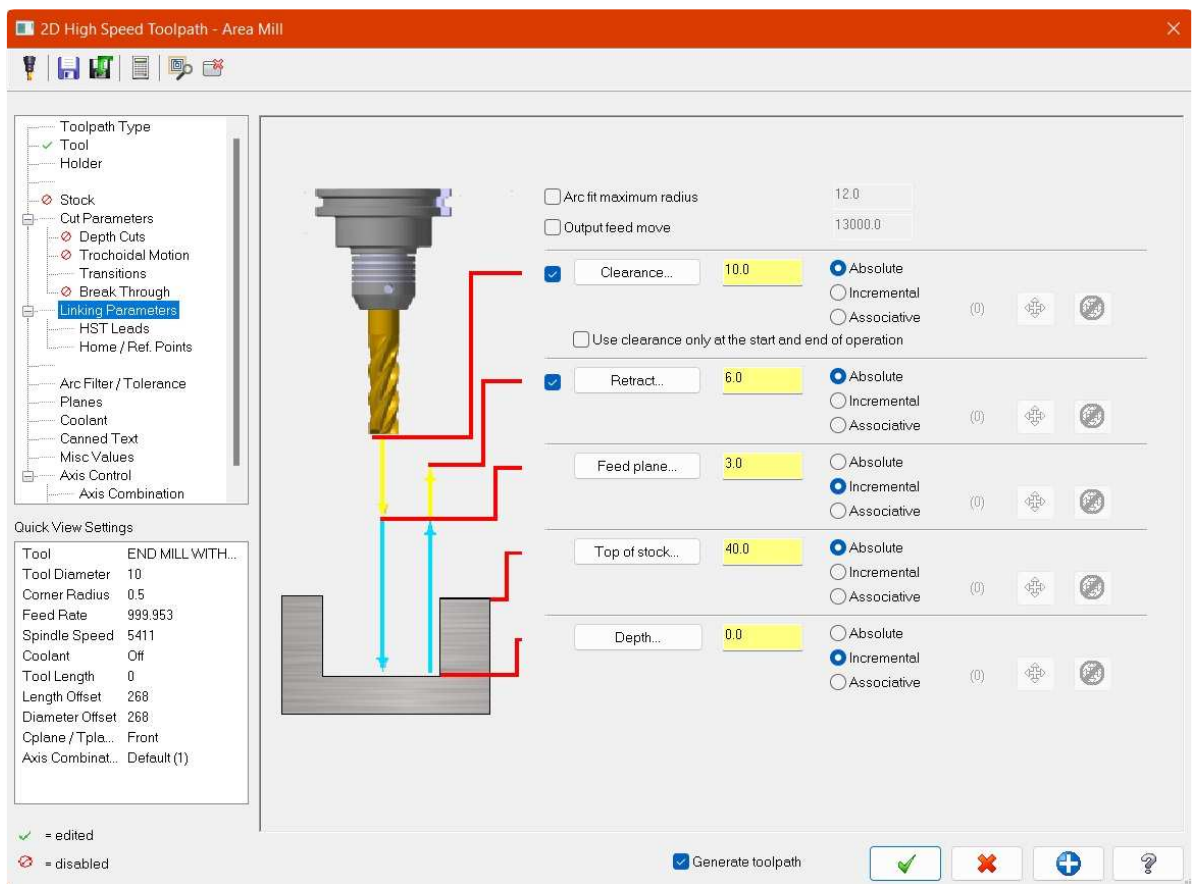 2D High Speed Toolpath - Area Mill
Toolpath Type
Tool
Holder
Stock
Cut Parameters
Depth Cuts
Trochoidal Motion
Transitions
Break Through
Linking Parameters
HST Leads
Home / Ref. Points
Arc Filter / Tolerance
Planes
Coolant
Canned Text
Misc Values
Axis Control
Axis Combination
Quick View Settings
Tool END MILL WITH...
Tool Diameter 10
Corner Radius 0.5
Feed Rate 999.953
Spindle Speed 5411
Coolant Off
Tool Length 0
Length Offset 268
Diameter Offset 268
Cplane / Tpla... Front
Axis Combinat... Default (1)
= edited
= disabled
Arc fit maximum radius 12.0
Output feed move 13000.0
Clearance... 10.0 Absolute
Incremental
Associative (0)
Use clearance only at the start and end of operation
Retract... 6.0 Absolute
Incremental
Associative (0)
Feed plane... 3.0 Absolute
Incremental
Associative (0)
Top of stock... 40.0 Absolute
Incremental
Associative (0)
Depth... 0.0 Absolute
Incremental
Associative (0)
Generate toolpath